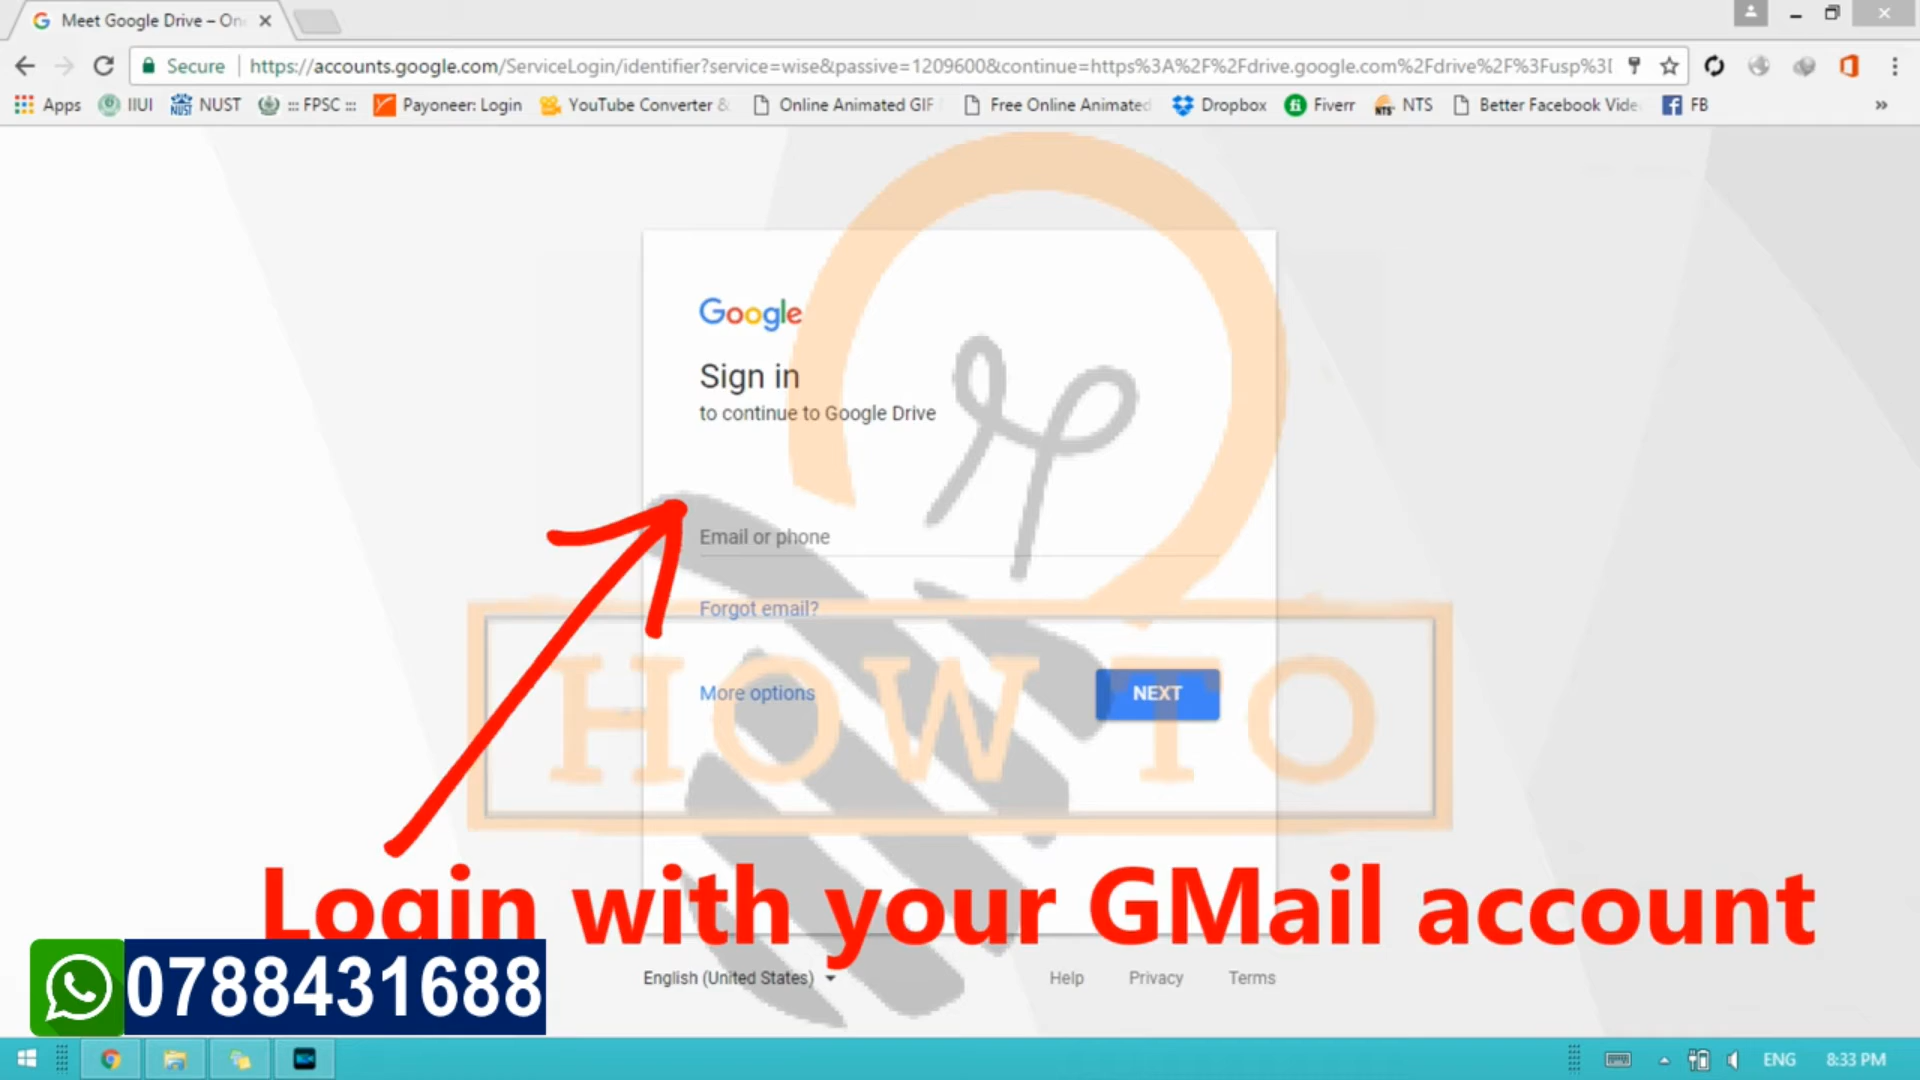 Meet Google Drive – On
Secure
https://accounts.google.com/ServiceLogin/identifier?service=wise&passive=1209600&continue=https%3A%2F%2Fdrive.google.com%2Fdrive%2F%3Fusp%3D
Apps IIUI NUST ::: FPSC ::: Payoneer: Login YouTube Converter & Online Animated GIF Free Online Animated Dropbox Fiverr NTS Better Facebook Vide FB »
Google
Sign in
to continue to Google Drive
Email or phone
Forgot email?
HOW TO
More options
NEXT
Login with your GMail account
0788431688
English (United States)
Help Privacy Terms
ENG 8:33 PM